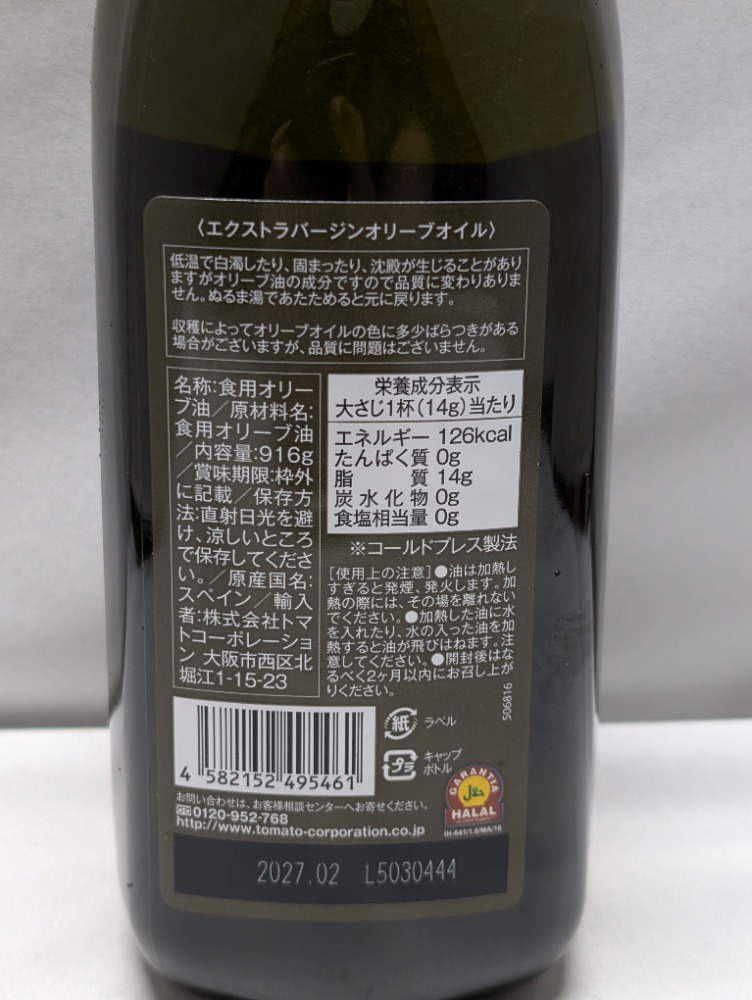 〈エクストラバージンオリーブオイル〉
低温で白濁したり、固まったり、沈殿が生じることがあり
ますがオリーブ油の成分ですので品質に変わりありま
せん。ぬるま湯であたためると元に戻ります。
収穫によってオリーブオイルの色に多少ばらつきがある
場合がございますが、品質に問題はございません。
名称:食用オリー
ブ油/原材料名:
食用オリーブ油
/内容量:916g
/賞味期限:枠外
に記載/保存方
法:直射日光を避
け、涼しいところ
で保存してくださ
い。/原産国名:
スペイン/輸入
者:株式会社トマ
トコーポレーショ
ン 大阪市西区北
堀江1-15-23
栄養成分表示
大さじ1杯(14g)当たり
エネルギー 126kcal
たんぱく質 0g
脂質 14g
炭水化物 0g
食塩相当量 0g
※コールドプレス製法
[使用上の注意]●油は加熱し
すぎると発煙、発火します。加
熱の際には、その場を離れない
でください。●加熱した油に水
を入れたり、水の入った油を加
熱すると油が飛びはねます。注
意してください。●開封後はな
るべく2ヶ月以内にお召し上が
りください。
506816
4 582152 495461
紙 ラベル
プラ キャップ
ボトル
お問い合わせは、お客様相談センターへお寄せください。
0120-952-768
http://www.tomato-corporation.co.jp
GARANTIA
حلال
HALAL
IH-641/1.6/MA/16
2027.02 L5030444